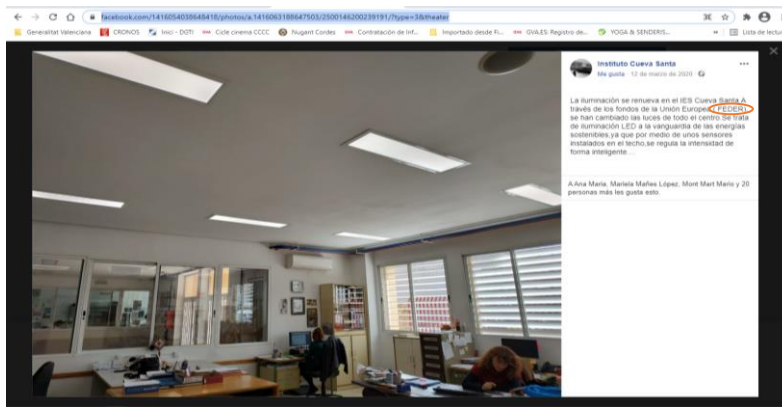 facebook.com/1416054038648418/photos/a.1416063188647503/2500146200239191/?type=3&theater
Generalitat Valenciana CRONOS Inici - DGTI Cicle cinema CCCC Nugant Cordes Contratación de Inf... Importado desde Fi... GVA.ES Registro de... YOGA & SENDERIS... » Lista de lectu
Instituto Cueva Santa
Me gusta · 12 de marzo de 2020
La iluminación se renueva en el IES Cueva Santa.A
través de los fondos de la Unión Europea ( FEDER)
se han cambiado las luces de todo el centro.Se trata
de iluminación LED a la vanguardia de las energías
sostenibles,ya que por medio de unos sensores
instalados en el techo,se regula la intensidad de
forma inteligente....
A Ana Maria, Mariela Mañes López, Mont Mart Mario y 20
personas más les gusta esto.